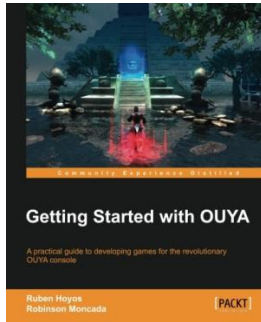 Community Experience Distilled
Getting Started with OUYA
A practical guide to developing games for the revolutionary
OUYA console
Ruben Hoyos
Robinson Moncada
[PACKT]